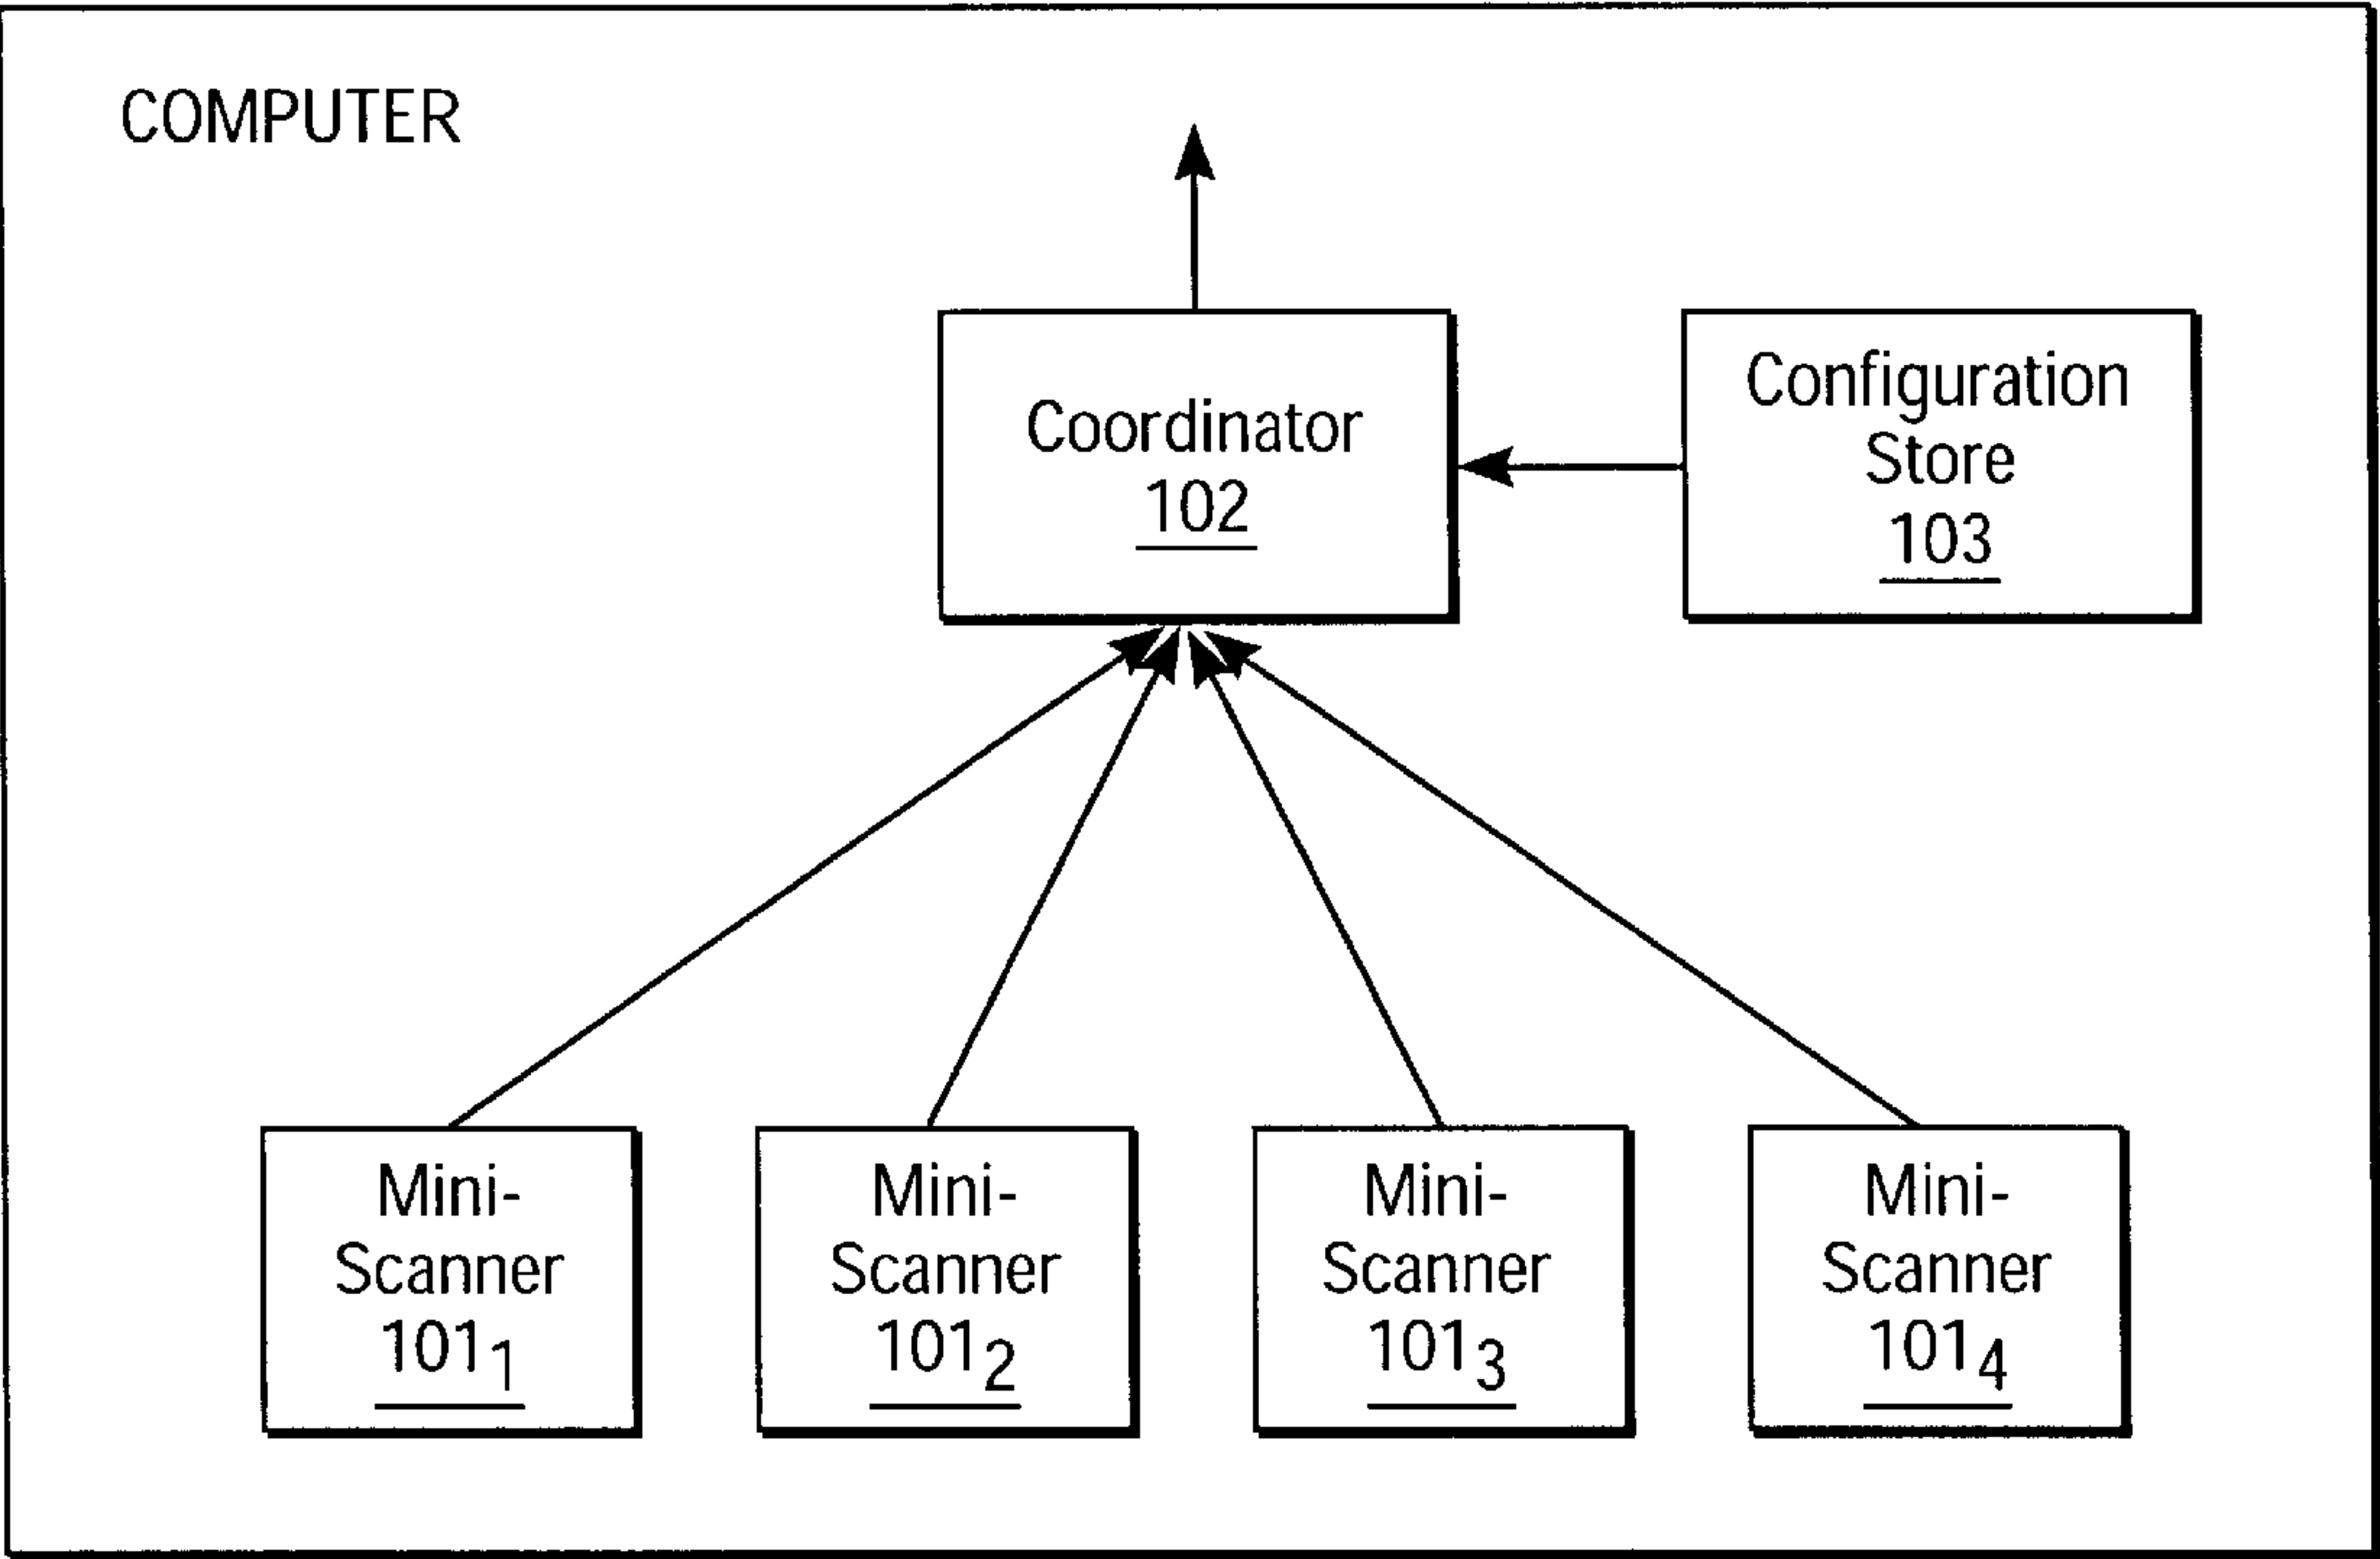 COMPUTER
Coordinator
102
Configuration
Store
103
Mini-
Scanner
101₁
Mini-
Scanner
101₂
Mini-
Scanner
101₃
Mini-
Scanner
101₄